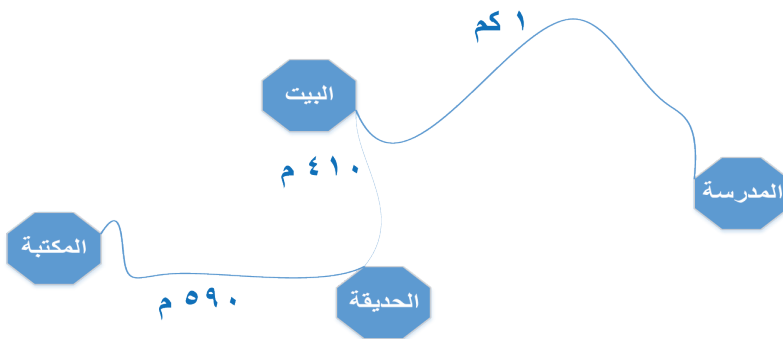 ١ كم
البيت
٤١٠ م
المدرسة
المكتبة
الحديقة
٥٩٠ م